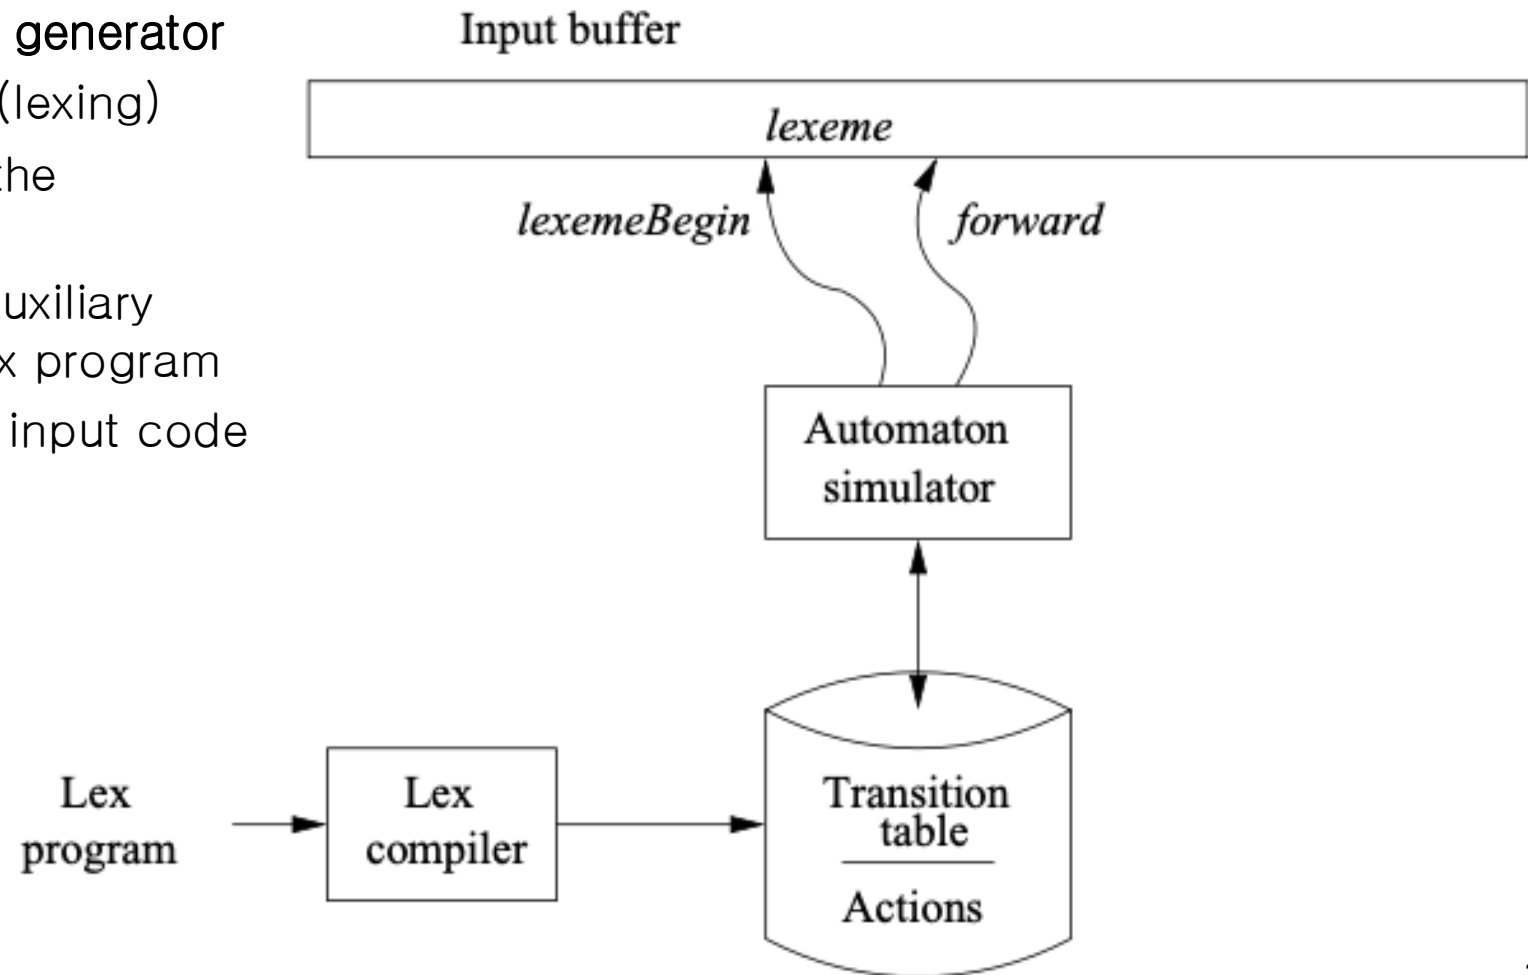 generator
(lexing)
the
uxiliary
x program
input code
Input buffer
lexeme
lexemeBegin
forward
Automaton
simulator
Lex
program
Lex
compiler
Transition
table
Actions